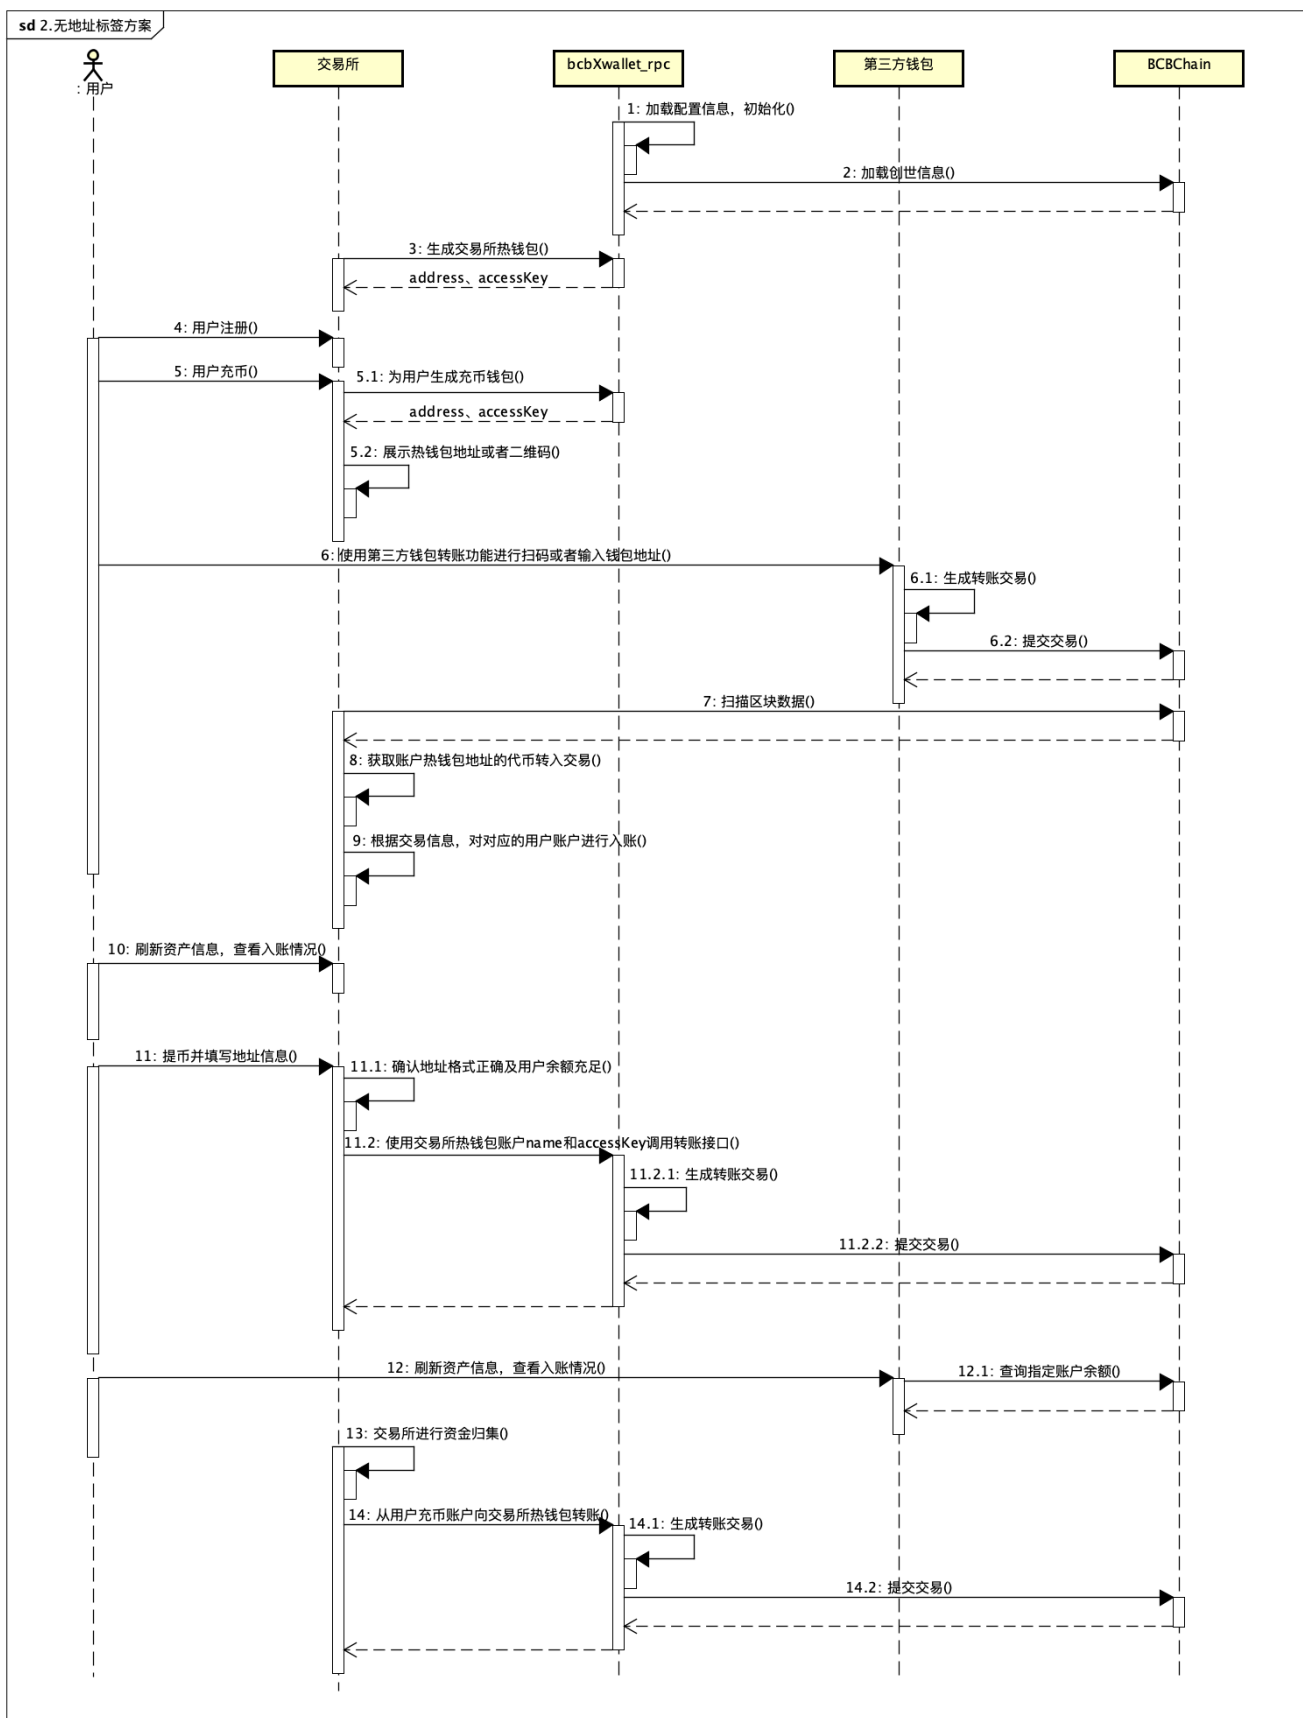 sd 2.无地址标签方案
: 用户
交易所
bcbXwallet_rpc
第三方钱包
BCBChain
1: 加载配置信息，初始化()
2: 加载创世信息()
3: 生成交易所热钱包()
address、accessKey
4: 用户注册()
5: 用户充币()
5.1: 为用户生成充币钱包()
address、accessKey
5.2: 展示热钱包地址或者二维码()
6: 使用第三方钱包转账功能进行扫码或者输入钱包地址()
6.1: 生成转账交易()
6.2: 提交交易()
7: 扫描区块数据()
8: 获取账户热钱包地址的代币转入交易()
9: 根据交易信息，对对应的用户账户进行入账()
10: 刷新资产信息，查看入账情况()
11: 提币并填写地址信息()
11.1: 确认地址格式正确及用户余额充足()
11.2: 使用交易所热钱包账户name和accessKey调用转账接口()
11.2.1: 生成转账交易()
11.2.2: 提交交易()
12: 刷新资产信息，查看入账情况()
12.1: 查询指定账户余额()
13: 交易所进行资金归集()
14: 从用户充币账户向交易所热钱包转账()
14.1: 生成转账交易()
14.2: 提交交易()